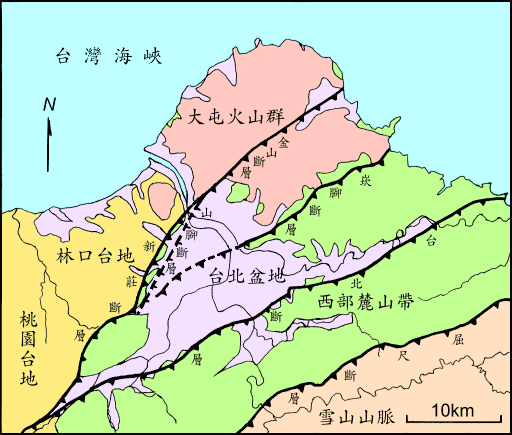 台灣海峽
N
大屯火山群
金山斷層
崁腳斷層
山腳斷層
新莊斷層
林口台地
台北盆地
台北斷層
西部麓山帶
桃園台地
屈尺斷層
雪山山脈
10km